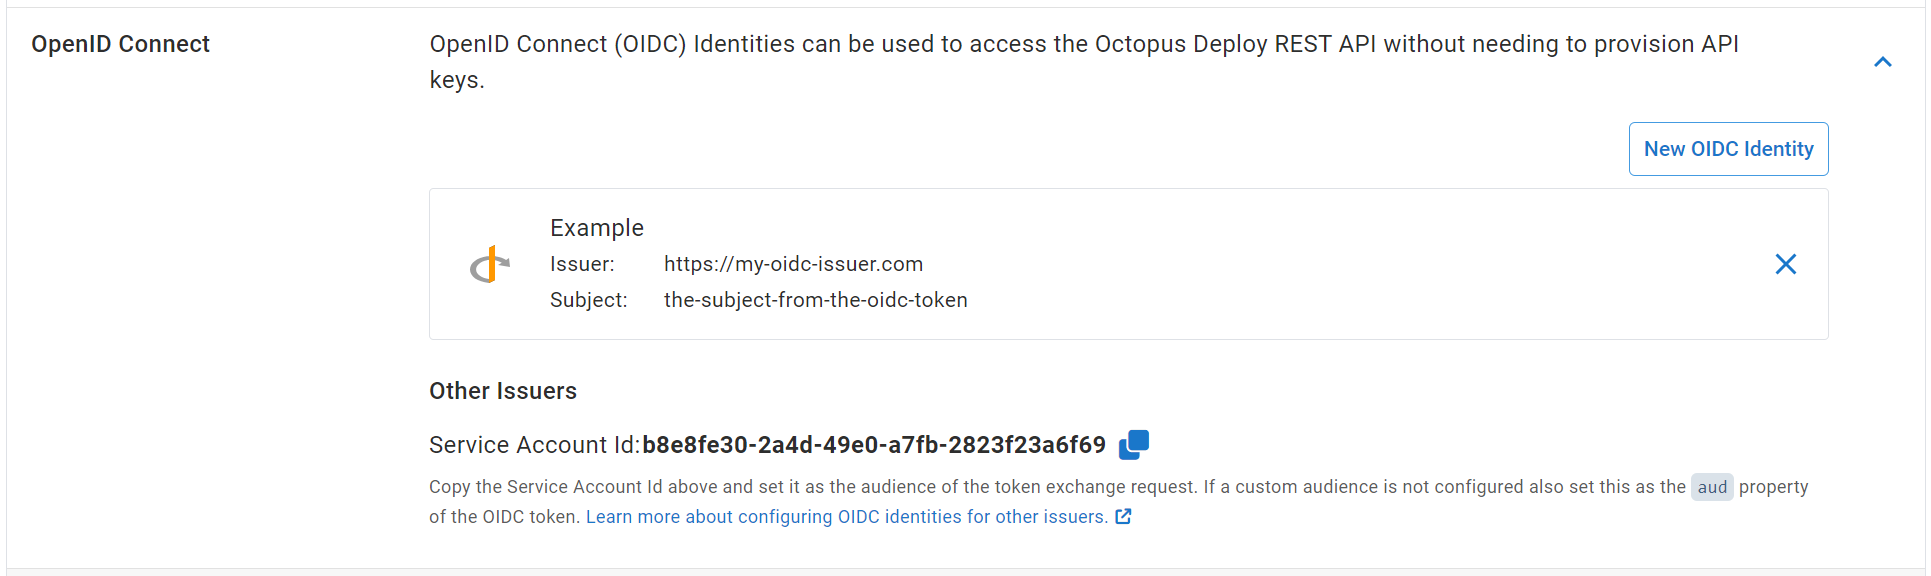 OpenID Connect
OpenID Connect (OIDC) Identities can be used to access the Octopus Deploy REST API without needing to provision API
keys.
New OIDC Identity
Example
Issuer: https://my-oidc-issuer.com
Subject: the-subject-from-the-oidc-token
Other Issuers
Service Account Id:b8e8fe30-2a4d-49e0-a7fb-2823f23a6f69
Copy the Service Account Id above and set it as the audience of the token exchange request. If a custom audience is not configured also set this as the aud property
of the OIDC token. Learn more about configuring OIDC identities for other issuers.